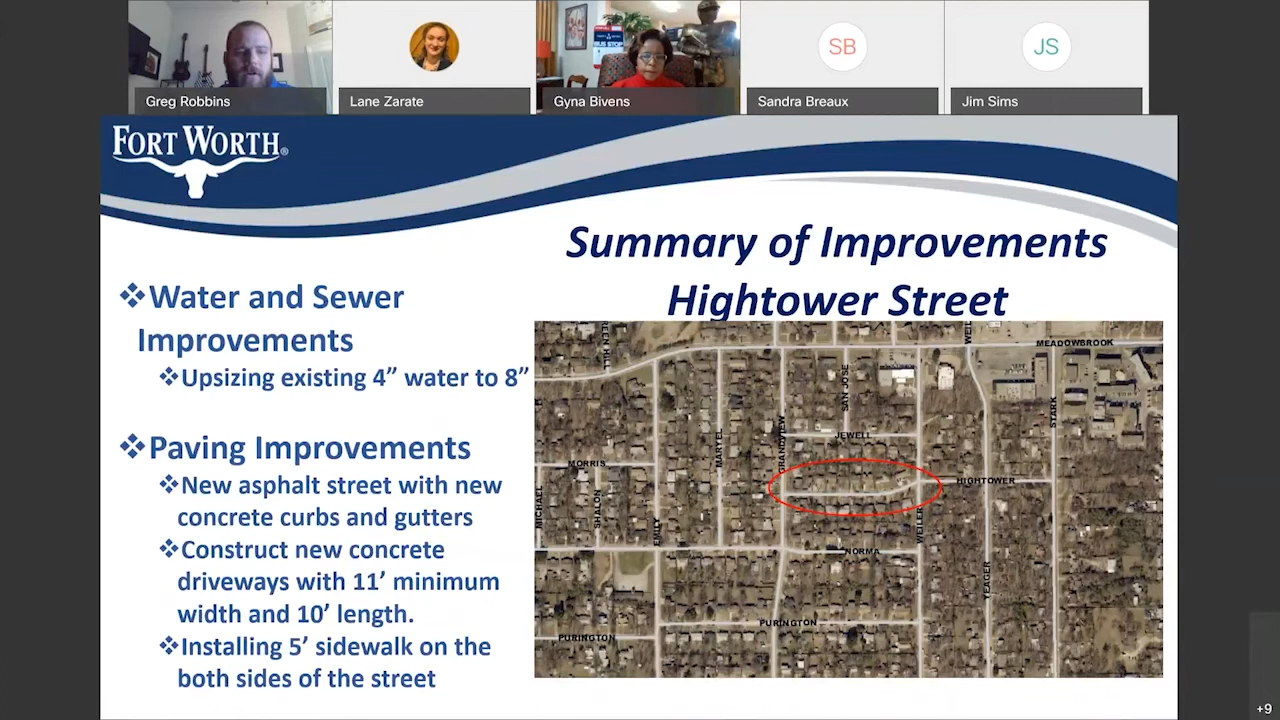 Greg Robbins
Lane Zarate
BUS STOP
Gyna Bivens
SB
Sandra Breaux
JS
Jim Sims
FORT WORTH®
Summary of Improvements
Hightower Street
❖Water and Sewer
Improvements
❖Upsizing existing 4” water to 8”
❖Paving Improvements
❖New asphalt street with new
concrete curbs and gutters
❖Construct new concrete
driveways with 11’ minimum
width and 10’ length.
❖Installing 5’ sidewalk on the
both sides of the street
MEADOWBROOK
SAN JOSE
STARK
JEWELL
GRANDVIEW
MARYEL
MORRIS
HIGHTOWER
MICHAEL
SHALON
EMILY
WEILER
NORMA
YEAGER
PURINGTON
PURINGTON
+9